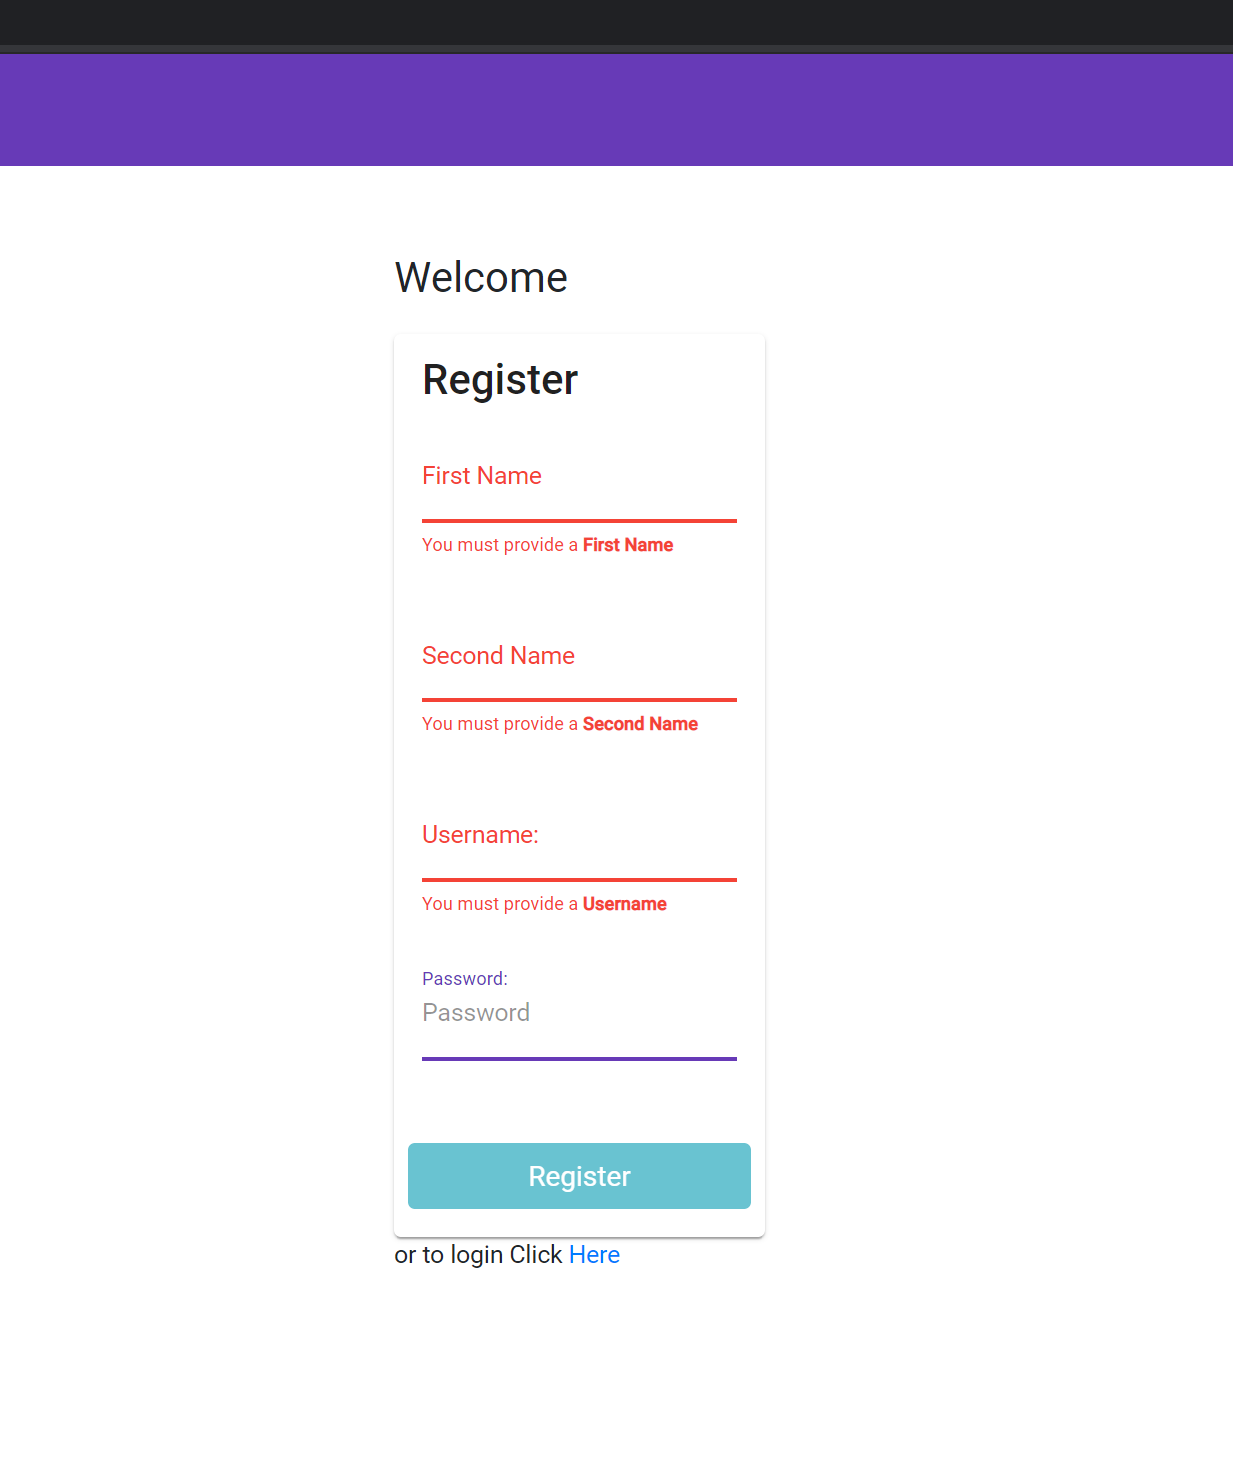 Welcome
Register
First Name
You must provide a First Name
Second Name
You must provide a Second Name
Username:
You must provide a Username
Password:
Password
Register
or to login Click Here